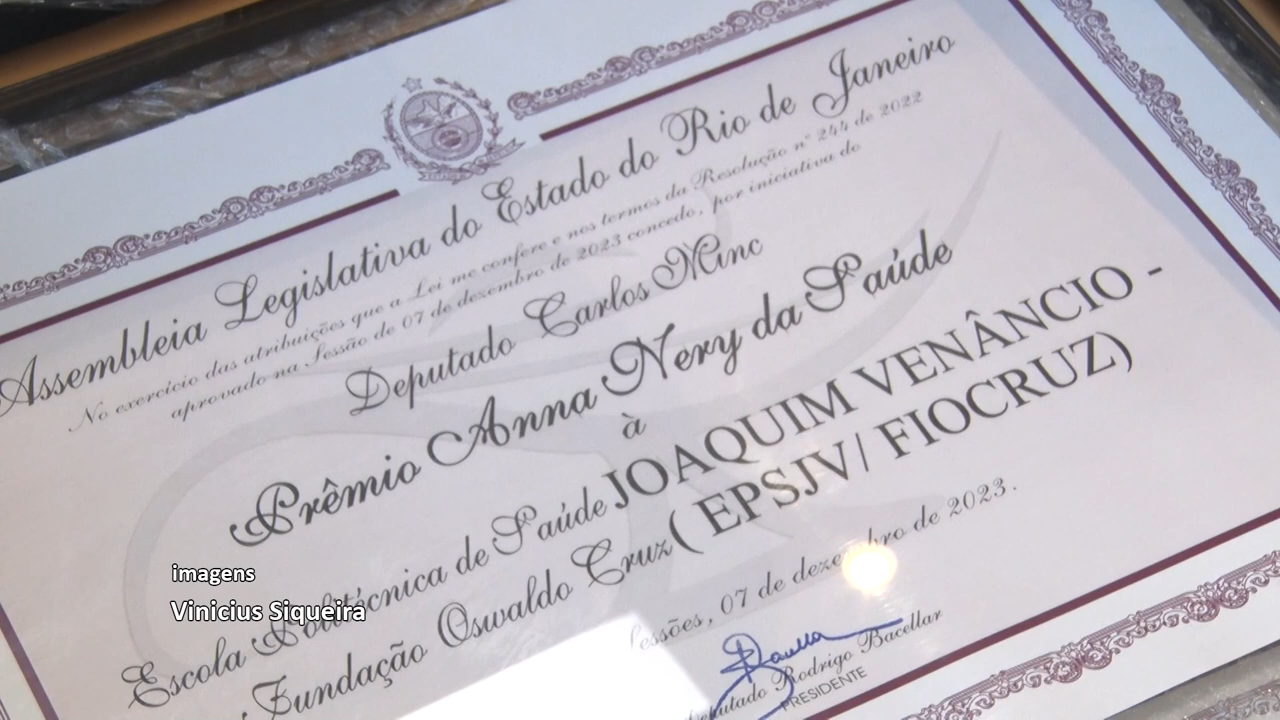 Assembleia Legislativa do Estado do Rio de Janeiro
No exercício das atribuições que a Lei me confere e nos termos da Resolução nº 244 de 2022
aprovado na Sessão de 07 de dezembro de 2023 concedo, por iniciativa do
Deputado Carlos Minc
Prêmio Anna Nery da Saúde
à
Escola Politécnica de Saúde JOAQUIM VENÂNCIO -
Fundação Oswaldo Cruz ( EPSJV/ FIOCRUZ)
Sessões, 07 de dezembro de 2023.
Deputado Rodrigo Bacellar
PRESIDENTE
imagens
Vinicius Siqueira